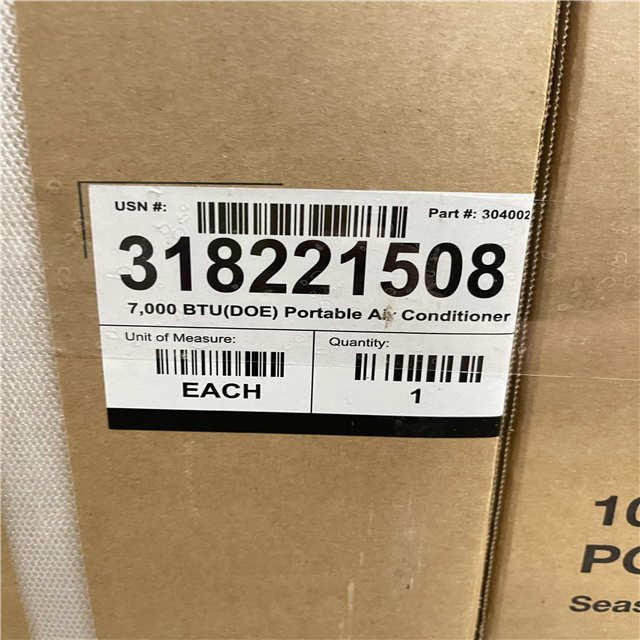 USN #:
Part #: 304002
318221508
7,000 BTU(DOE) Portable Air Conditioner
Unit of Measure:
EACH
Quantity:
1
10
PO
Seas